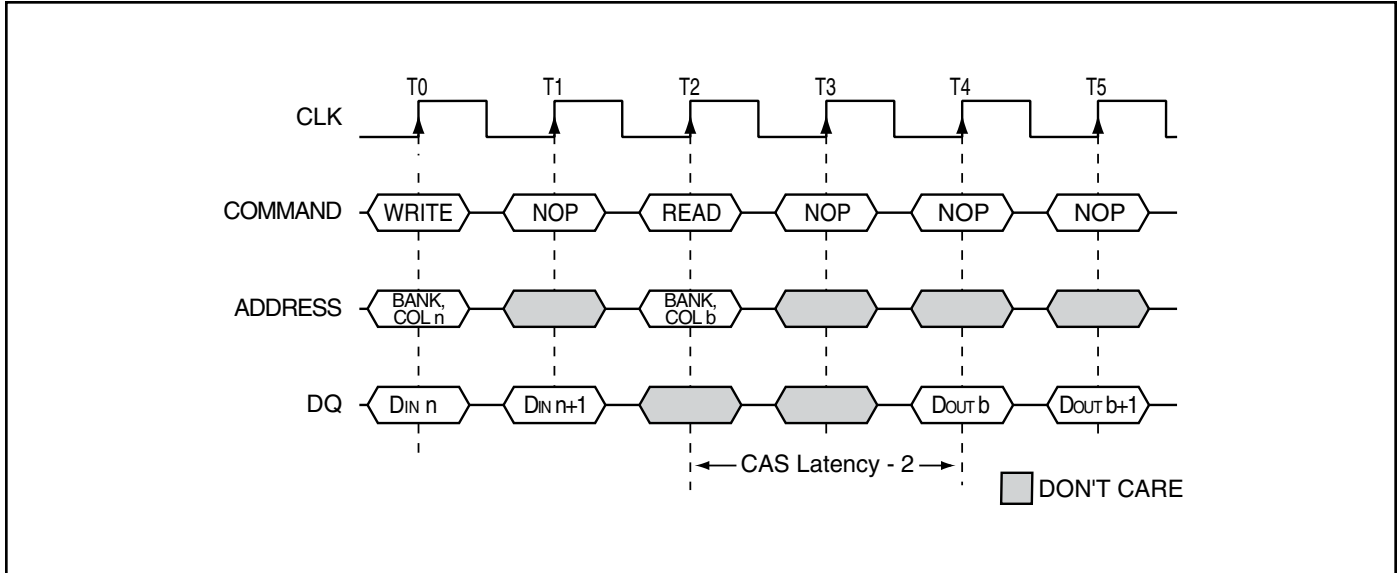 T0 T1 T2 T3 T4 T5
CLK
COMMAND WRITE NOP READ NOP NOP NOP
BANK, BANK,
ADDRESS
COL n COL b
DQ DIN n DIN n+1 DOUT b DOUT b+1
CAS Latency - 2
DON'T CARE